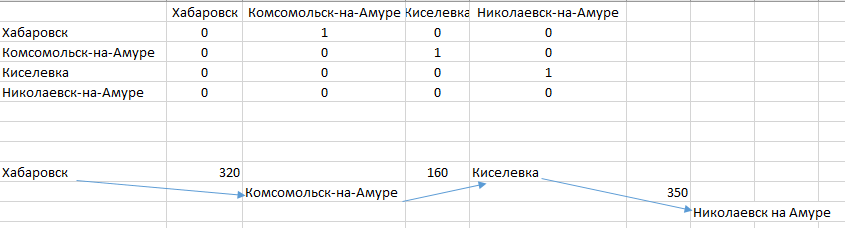 Хабаровск Комсомольск-на-Амуре Киселевка Николаевск-на-Амуре
Хабаровск 0 1 0 0
Комсомольск-на-Амуре 0 0 1 0
Киселевка 0 0 0 1
Николаевск-на-Амуре 0 0 0 0
Хабаровск 320 160 Киселевка
Комсомольск-на-Амуре 350
Николаевск на Амуре